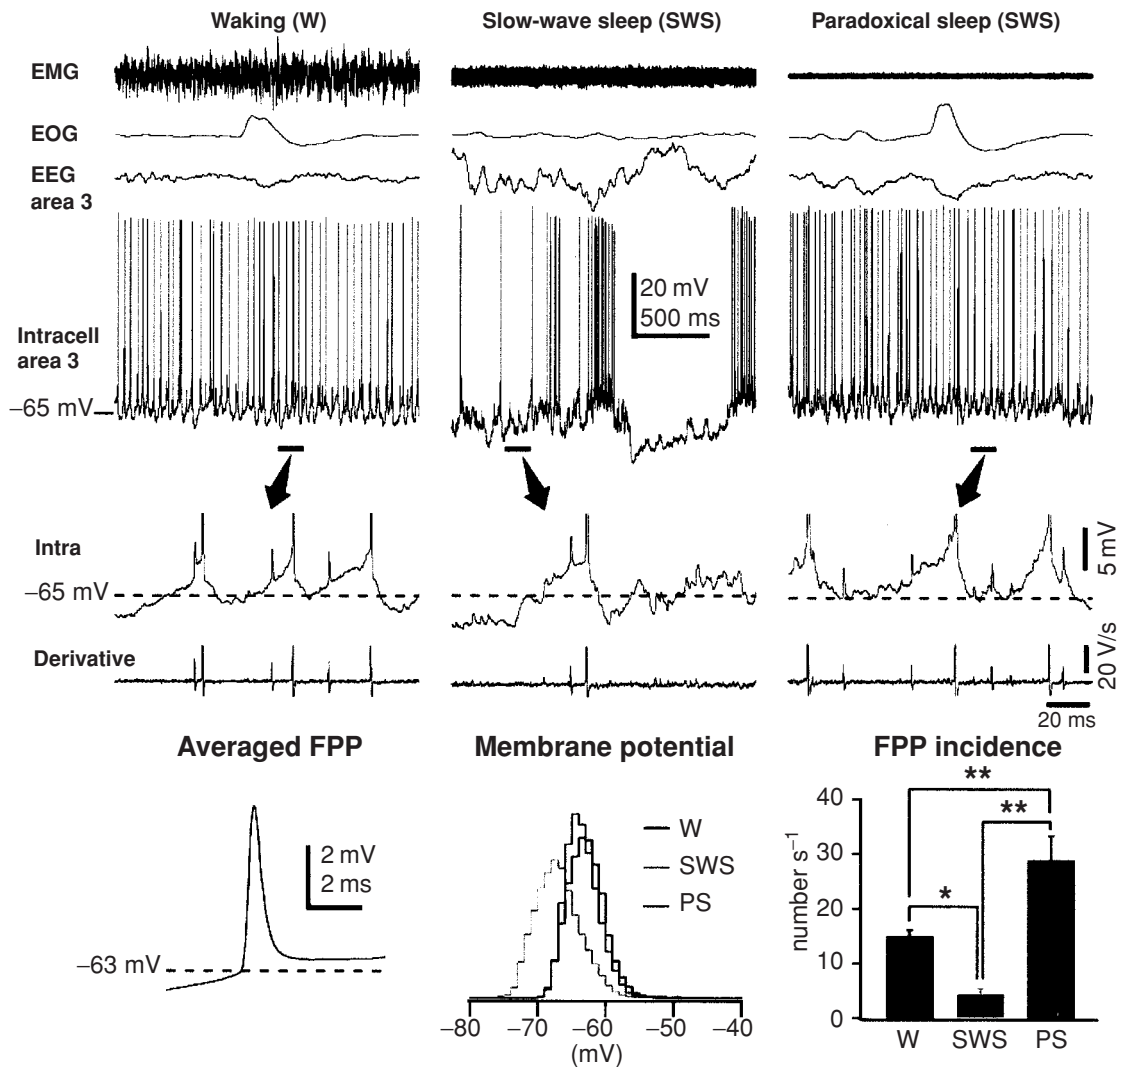 Waking (W) Slow-wave sleep (SWS) Paradoxical sleep (SWS)
EMG
EOG
EEG
area 3
20 mV
500 ms
Intracell
area 3
−65 mV
Intra
5 mV
−65 mV
Derivative
20 V/s
20 ms
Averaged FPP
2 mV
2 ms
−63 mV
Membrane potential
W
SWS
PS
−80 −70 −60 −50 −40
(mV)
FPP incidence
**
**
*
number s⁻¹
40
30
20
10
0
W SWS PS